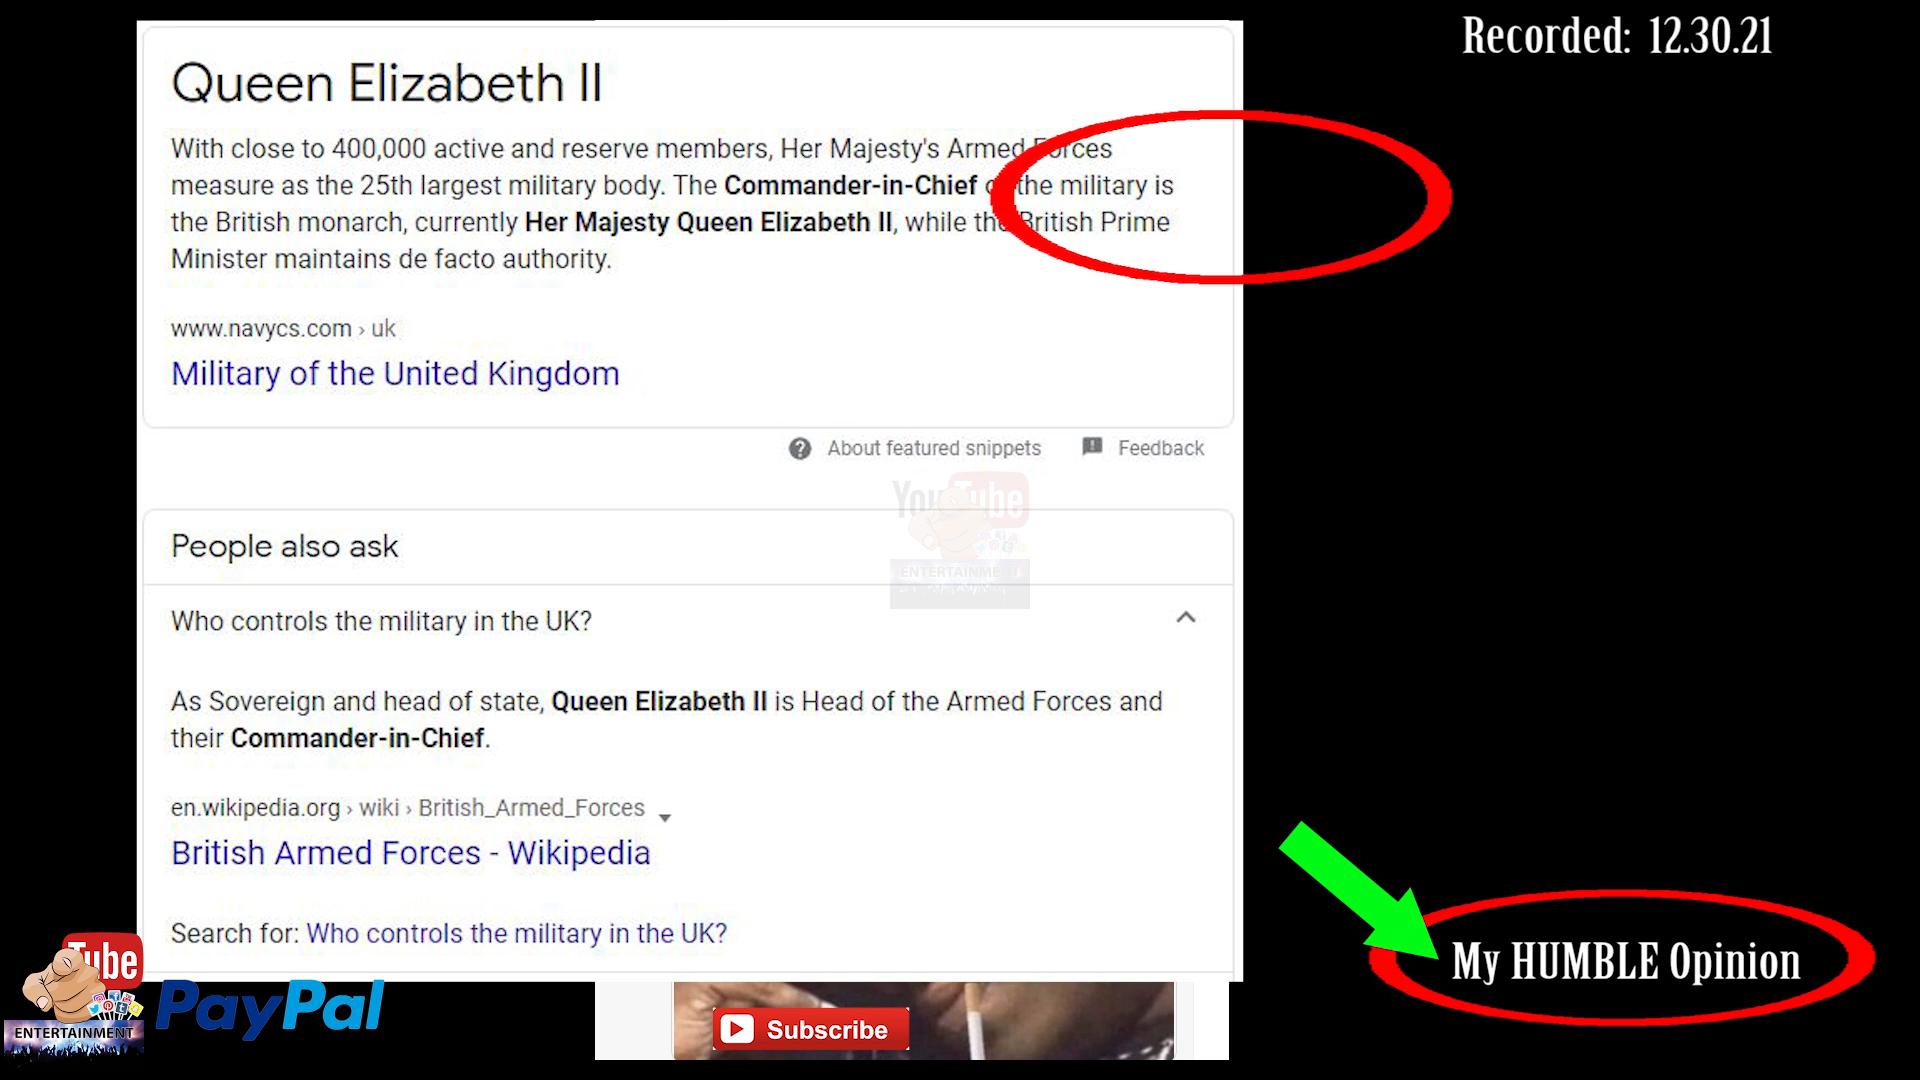 Recorded: 12.30.21
Queen Elizabeth II
With close to 400,000 active and reserve members, Her Majesty's Armed Forces
measure as the 25th largest military body. The Commander-in-Chief of the military is
the British monarch, currently Her Majesty Queen Elizabeth II, while the British Prime
Minister maintains de facto authority.
www.navycs.com › uk
Military of the United Kingdom
About featured snippets Feedback
YouTube
ENTERTAINMENT
People also ask
Who controls the military in the UK?
As Sovereign and head of state, Queen Elizabeth II is Head of the Armed Forces and
their Commander-in-Chief.
en.wikipedia.org › wiki › British_Armed_Forces
British Armed Forces - Wikipedia
Search for: Who controls the military in the UK?
My HUMBLE Opinion
Tube
ENTERTAINMENT
PayPal
Subscribe